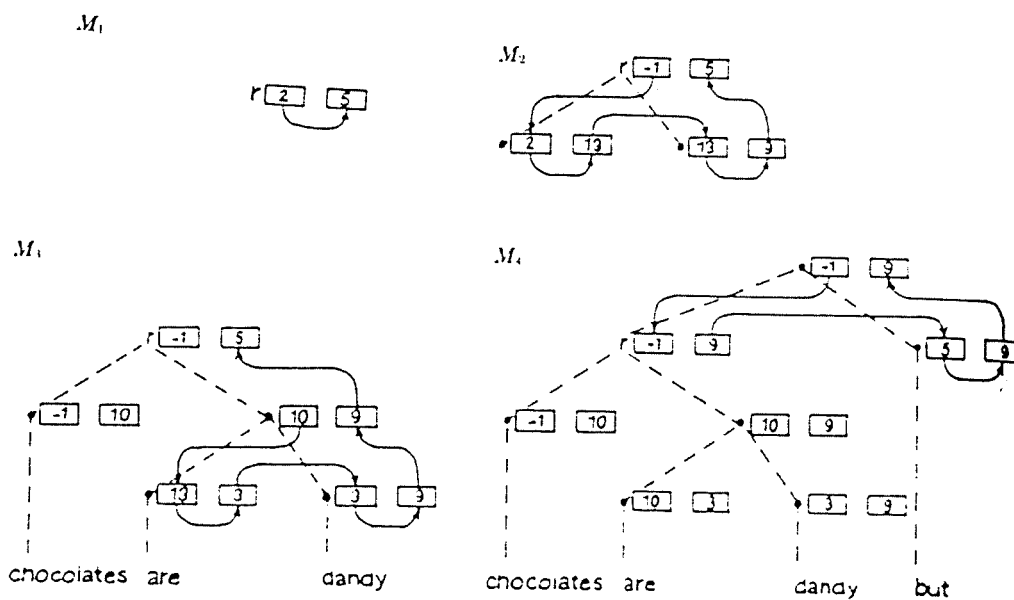 M₁
r 2 5
M₂
r -1 5
2 13 13 9
M₃
r -1 5
-1 10 10 9
13 3 3 9
chocolates are dandy
M₄
-1 9
r -1 9 5 9
-1 10 10 9
10 3 3 9
chocolates are dandy but